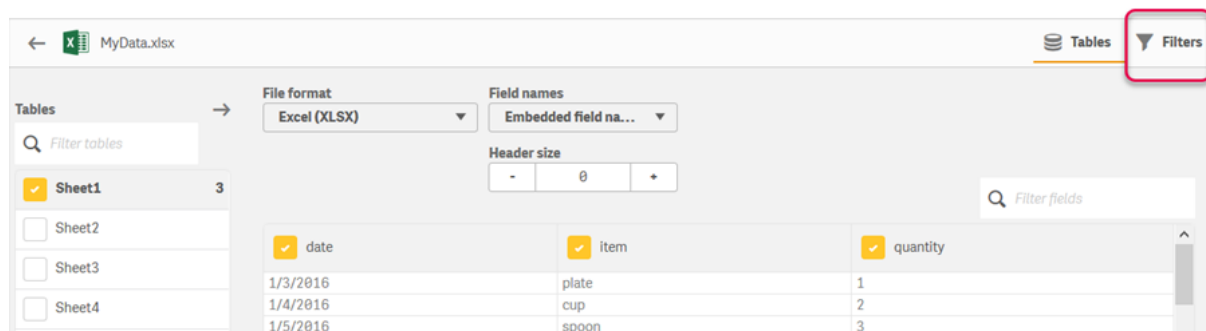 MyData.xlsx
Tables
Filters
Tables
Filter tables
Sheet1 3
Sheet2
Sheet3
Sheet4
File format
Excel (XLSX)
Field names
Embedded field na...
Header size
- 0 +
Filter fields
date item quantity
1/3/2016 plate 1
1/4/2016 cup 2
1/5/2016 spoon 3